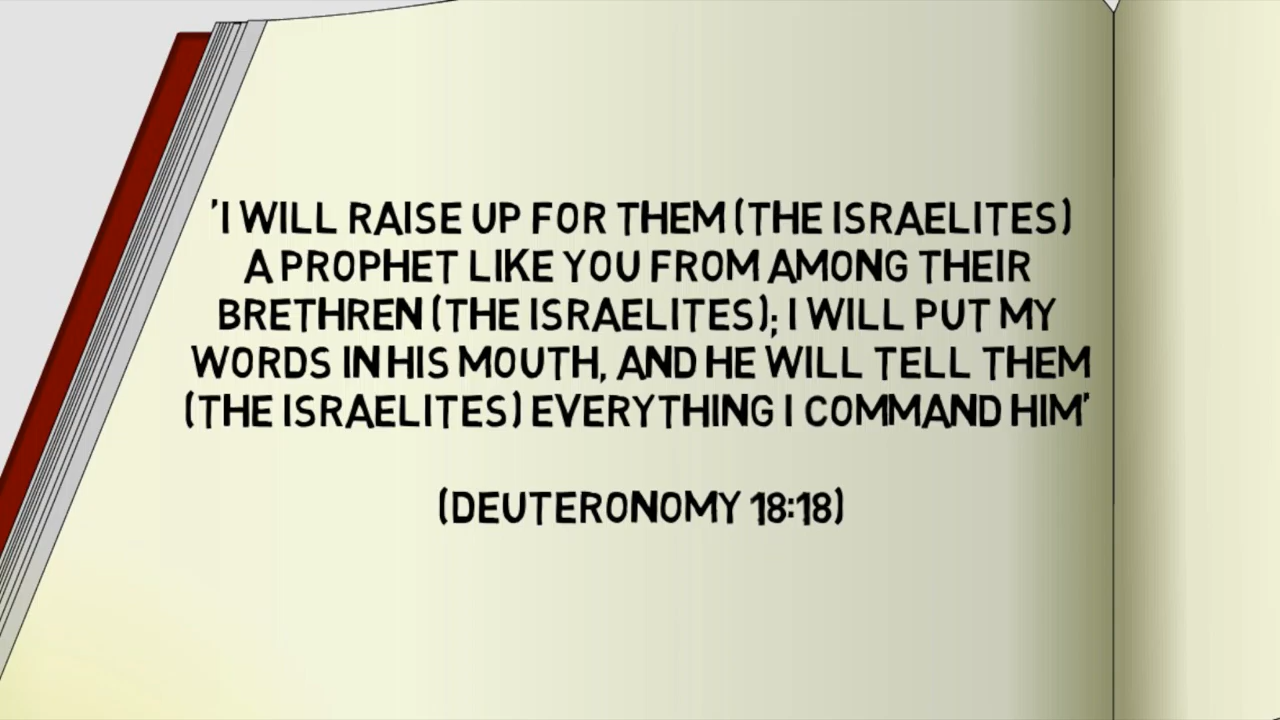 'I WILL RAISE UP FOR THEM (THE ISRAELITES)
A PROPHET LIKE YOU FROM AMONG THEIR
BRETHREN (THE ISRAELITES); I WILL PUT MY
WORDS IN HIS MOUTH, AND HE WILL TELL THEM
(THE ISRAELITES) EVERYTHING I COMMAND HIM'
(DEUTERONOMY 18:18)